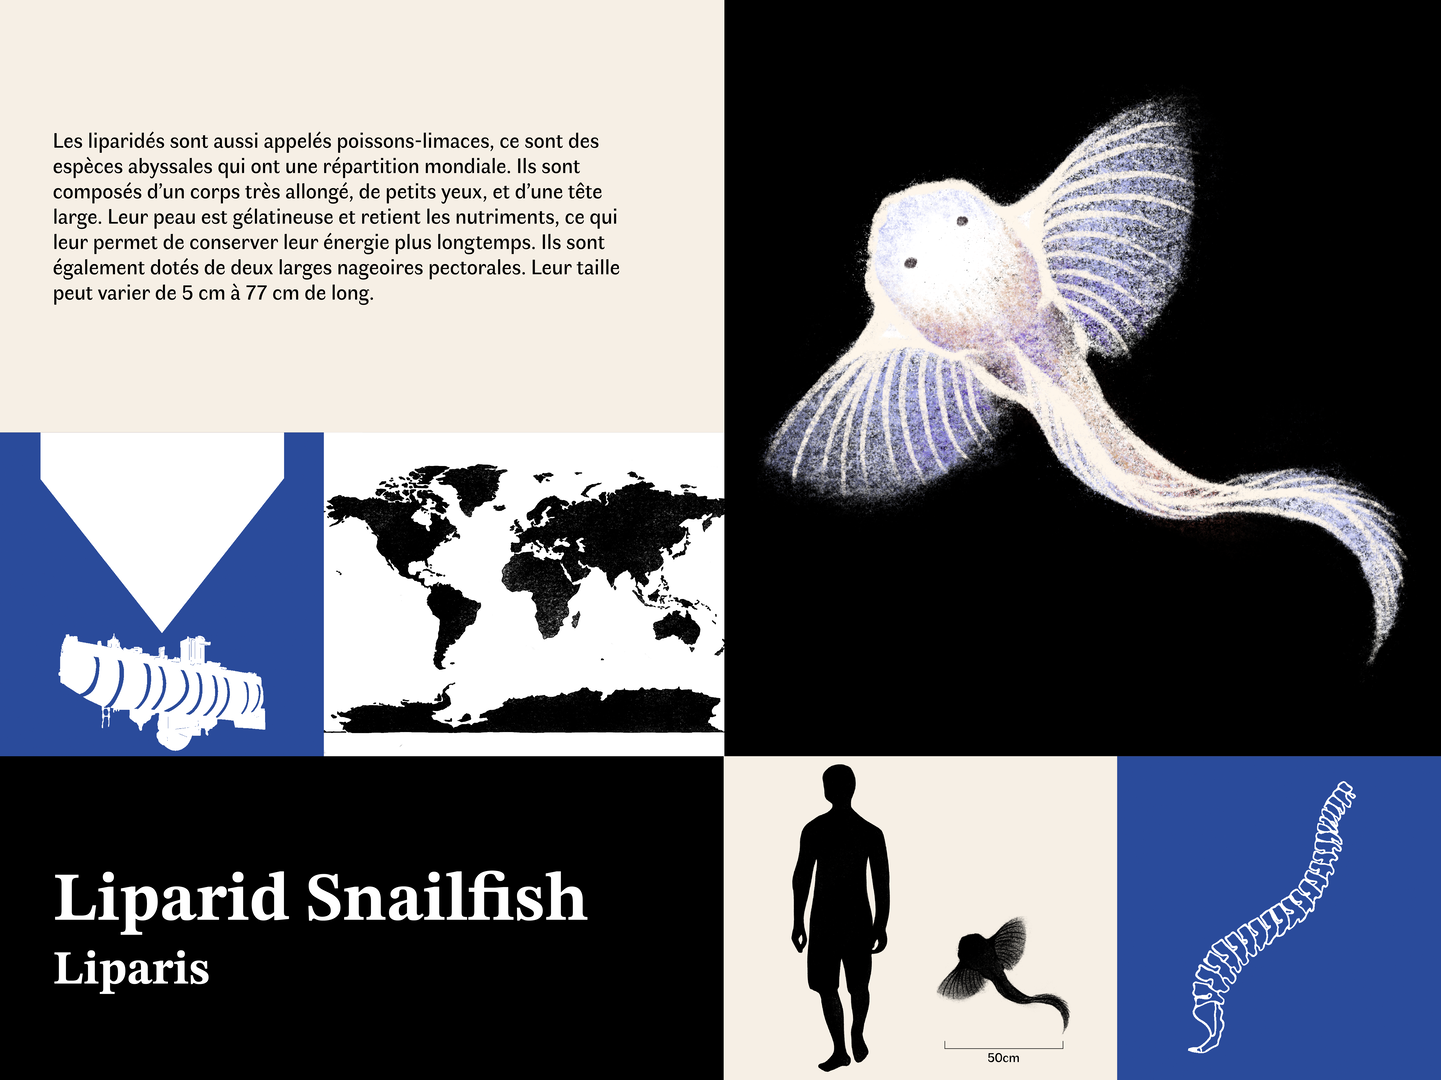 Les liparidés sont aussi appelés poissons-limaces, ce sont des
espèces abyssales qui ont une répartition mondiale. Ils sont
composés d’un corps très allongé, de petits yeux, et d’une tête
large. Leur peau est gélatineuse et retient les nutriments, ce qui
leur permet de conserver leur énergie plus longtemps. Ils sont
également dotés de deux larges nageoires pectorales. Leur taille
peut varier de 5 cm à 77 cm de long.
Liparid Snailfish
Liparis
50cm